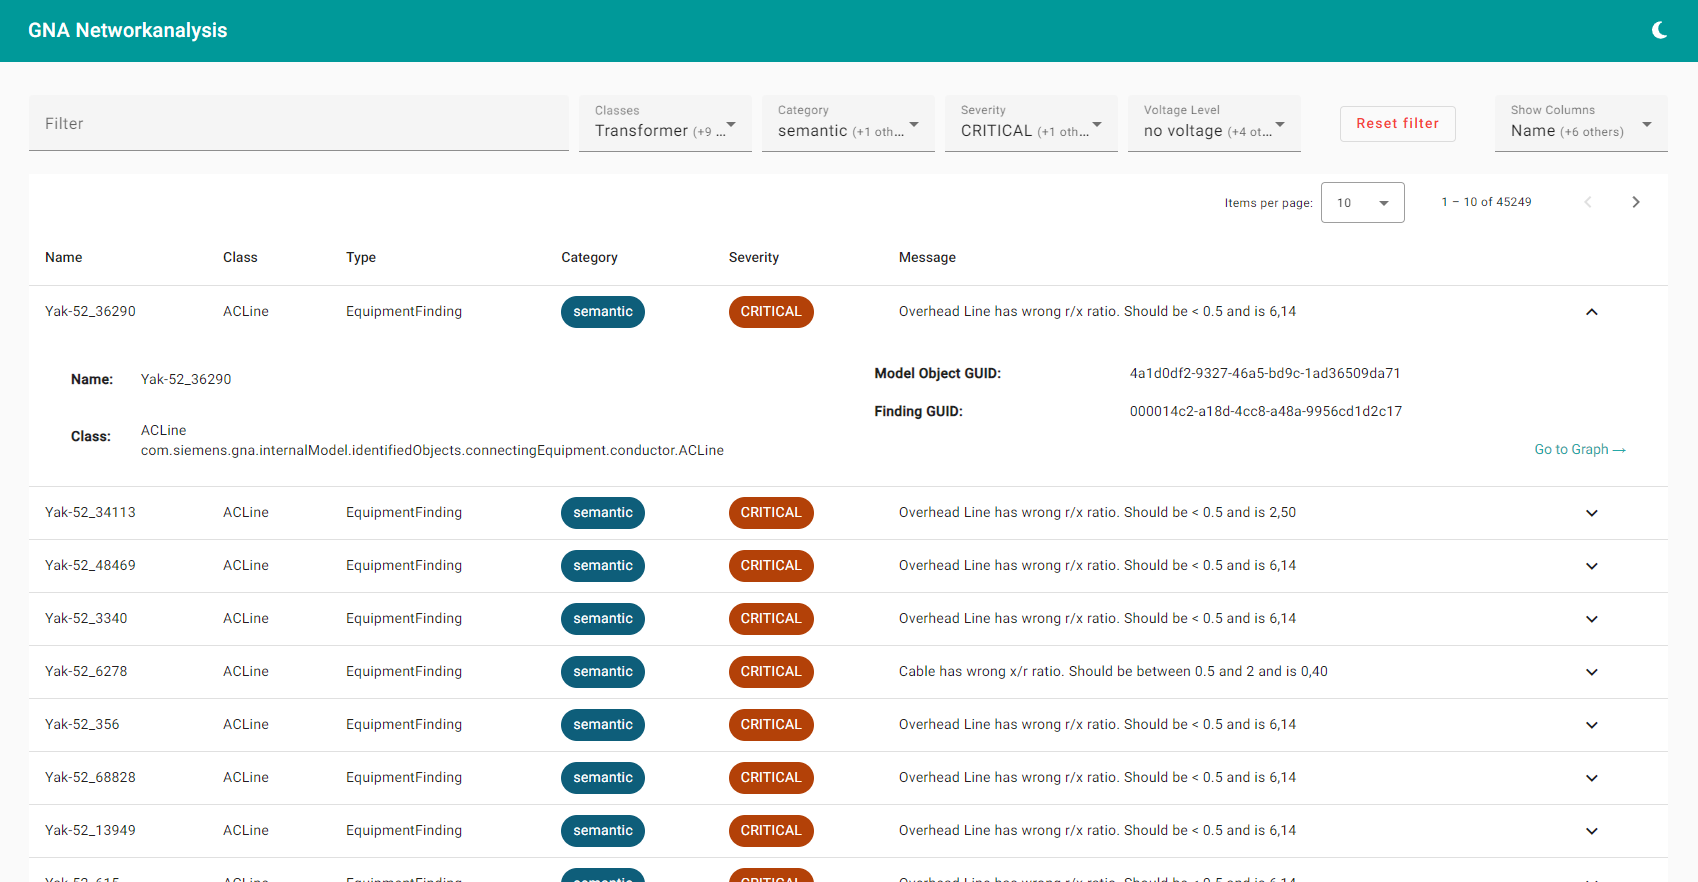 GNA Networkanalysis
Filter
Classes
Transformer (+9 ...
Category
semantic (+1 oth...
Severity
CRITICAL (+1 oth...
Voltage Level
no voltage (+4 ot...
Reset filter
Show Columns
Name (+6 others)
Items per page: 10 1 – 10 of 45249
Name Class Type Category Severity Message
Yak-52_36290 ACLine EquipmentFinding semantic CRITICAL Overhead Line has wrong r/x ratio. Should be < 0.5 and is 6,14
Name: Yak-52_36290
Model Object GUID: 4a1d0df2-9327-46a5-bd9c-1ad36509da71
Finding GUID: 000014c2-a18d-4cc8-a48a-9956cd1d2c17
Class: ACLine
com.siemens.gna.internalModel.identifiedObjects.connectingEquipment.conductor.ACLine
Go to Graph →
Yak-52_34113 ACLine EquipmentFinding semantic CRITICAL Overhead Line has wrong r/x ratio. Should be < 0.5 and is 2,50
Yak-52_48469 ACLine EquipmentFinding semantic CRITICAL Overhead Line has wrong r/x ratio. Should be < 0.5 and is 6,14
Yak-52_3340 ACLine EquipmentFinding semantic CRITICAL Overhead Line has wrong r/x ratio. Should be < 0.5 and is 6,14
Yak-52_6278 ACLine EquipmentFinding semantic CRITICAL Cable has wrong x/r ratio. Should be between 0.5 and 2 and is 0,40
Yak-52_356 ACLine EquipmentFinding semantic CRITICAL Overhead Line has wrong r/x ratio. Should be < 0.5 and is 6,14
Yak-52_68828 ACLine EquipmentFinding semantic CRITICAL Overhead Line has wrong r/x ratio. Should be < 0.5 and is 6,14
Yak-52_13949 ACLine EquipmentFinding semantic CRITICAL Overhead Line has wrong r/x ratio. Should be < 0.5 and is 6,14
ACLine EquipmentFinding semantic CRITICAL Overhead Line has wrong r/x ratio. Should be < 0.5 and is 6,14